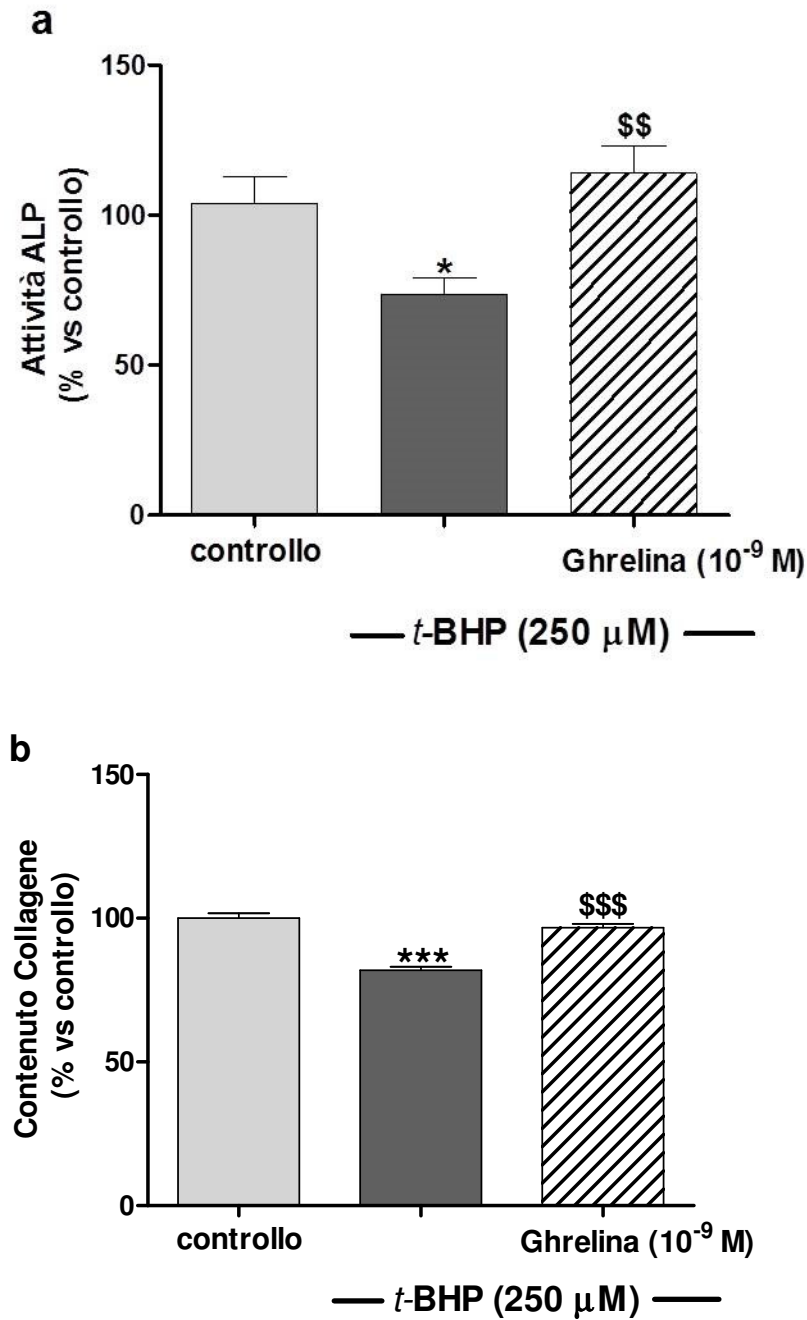 a
150
100
50
0
Attività ALP
(% vs controllo)
*
$$
controllo
Ghrelina (10⁻⁹ M)
t-BHP (250 µM)
b
150
100
50
0
Contenuto Collagene
(% vs controllo)
***
$$$
controllo
Ghrelina (10⁻⁹ M)
t-BHP (250 µM)